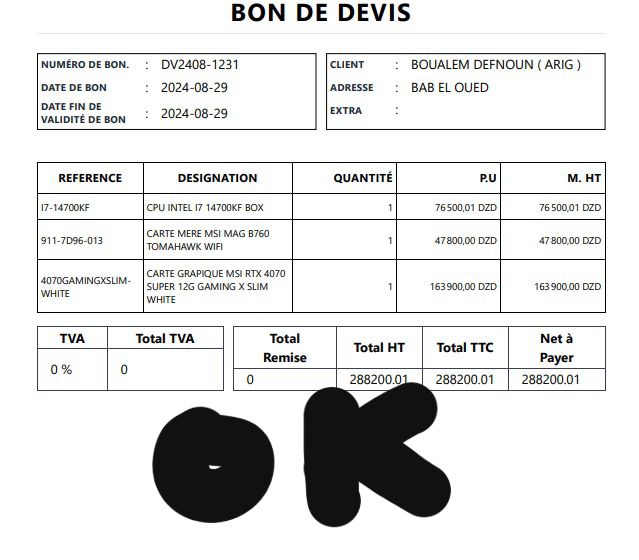 BON DE DEVIS
NUMÉRO DE BON. : DV2408-1231
DATE DE BON : 2024-08-29
DATE FIN DE
VALIDITÉ DE BON : 2024-08-29
CLIENT : BOUALEM DEFNOUN ( ARIG )
ADRESSE : BAB EL OUED
EXTRA :
REFERENCE DESIGNATION QUANTITÉ P.U M. HT
I7-14700KF CPU INTEL I7 14700KF BOX 1 76 500,01 DZD 76 500,01 DZD
911-7D96-013 CARTE MERE MSI MAG B760
TOMAHAWK WIFI 1 47 800,00 DZD 47 800,00 DZD
4070GAMINGXSLIM-
WHITE CARTE GRAPIQUE MSI RTX 4070
SUPER 12G GAMING X SLIM
WHITE 1 163 900,00 DZD 163 900,00 DZD
TVA Total TVA
0 % 0
Total
Remise Total HT Total TTC Net à
Payer
0 288200.01 288200.01 288200.01
OK